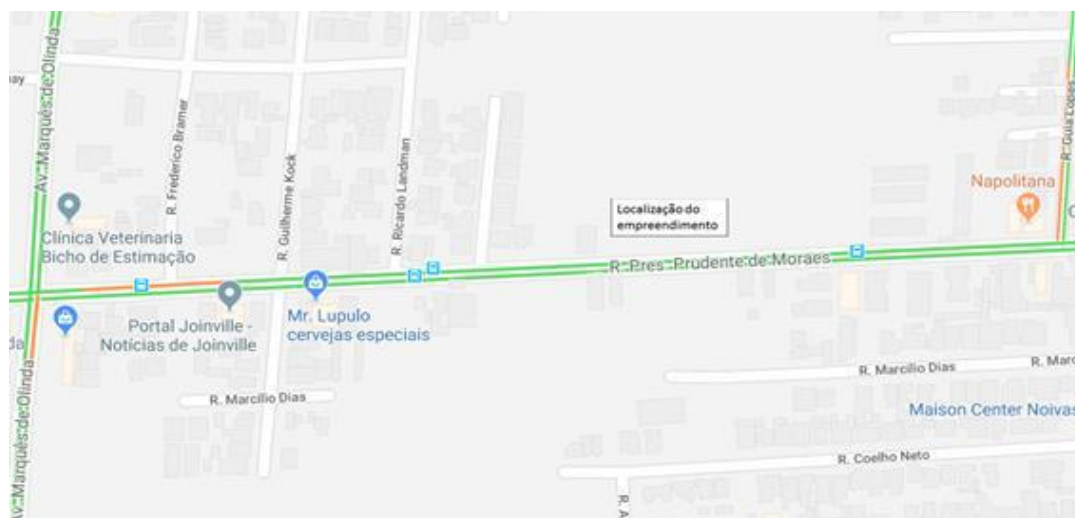 Av. Marquês de Olinda
R. Frederico Bramer
R. Guilherme Kock
R. Ricardo Landman
R. Guia Lopes
Napolitana
Clínica Veterinaria
Bicho de Estimação
Localização do
empreendimento
R. Pres. Prudente de Moraes
Portal Joinville -
Notícias de Joinville
Mr. Lupulo
cervejas especiais
R. Marcílio Dias
R. Marcílio Dias
R. Marc
Maison Center Noivas
R. Coelho Neto
Av. Marquês de Olinda
R. A